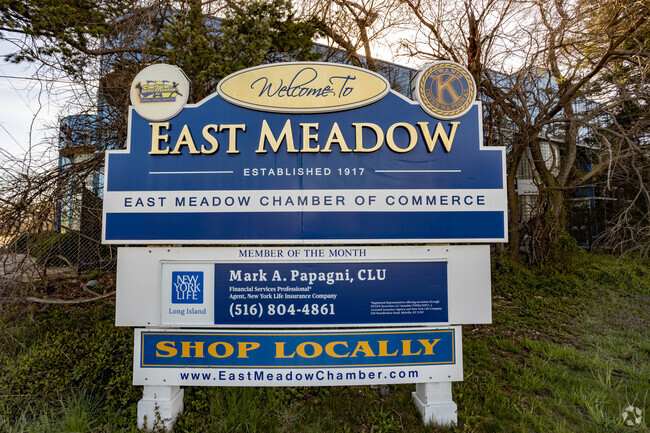 Welcome To
EAST MEADOW
ESTABLISHED 1917
EAST MEADOW CHAMBER OF COMMERCE
MEMBER OF THE MONTH
NEW
YORK
LIFE
Long Island
Mark A. Papagni, CLU
Financial Services Professional*
Agent, New York Life Insurance Company
(516) 804-4861
SHOP LOCALLY
www.EastMeadowChamber.com
K